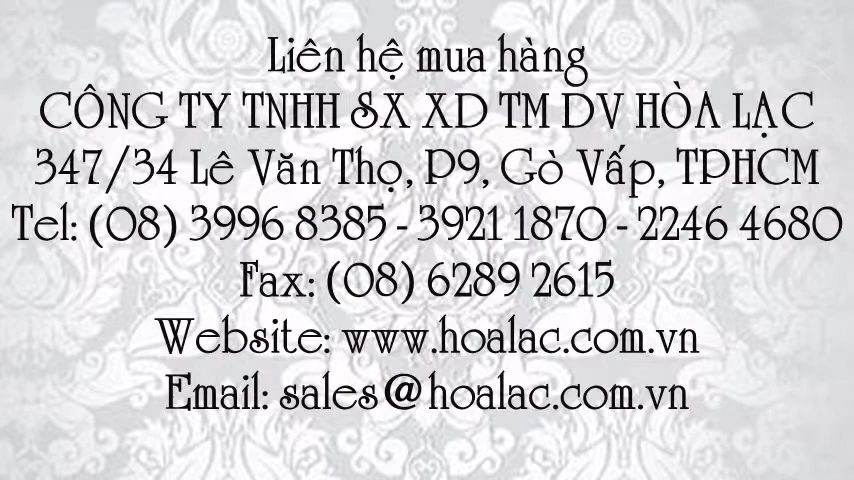 Liên hệ mua hàng
CÔNG TY TNHH SX XD TM DV HÒA LẠC
347/34 Lê Văn Thọ, P9, Gò Vấp, TPHCM
Tel: (08) 3996 8385 - 3921 1870 - 2246 4680
Fax: (08) 6289 2615
Website: www.hoalac.com.vn
Email: sales@hoalac.com.vn